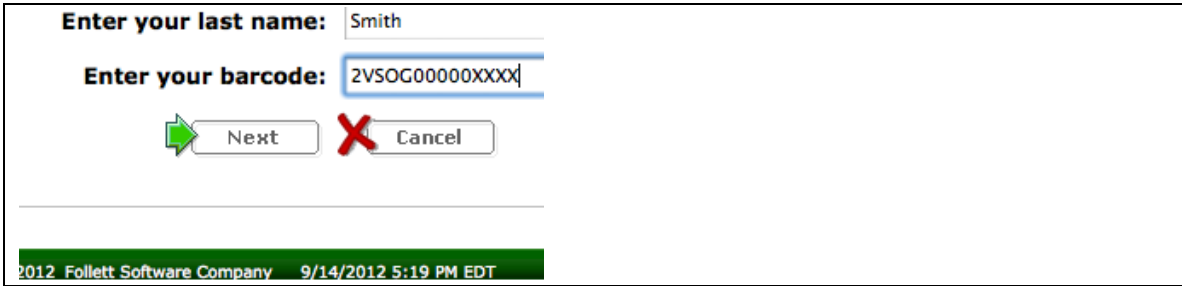 Enter your last name: Smith
Enter your barcode: 2VSOG00000XXXX
Next Cancel
2012 Follett Software Company 9/14/2012 5:19 PM EDT